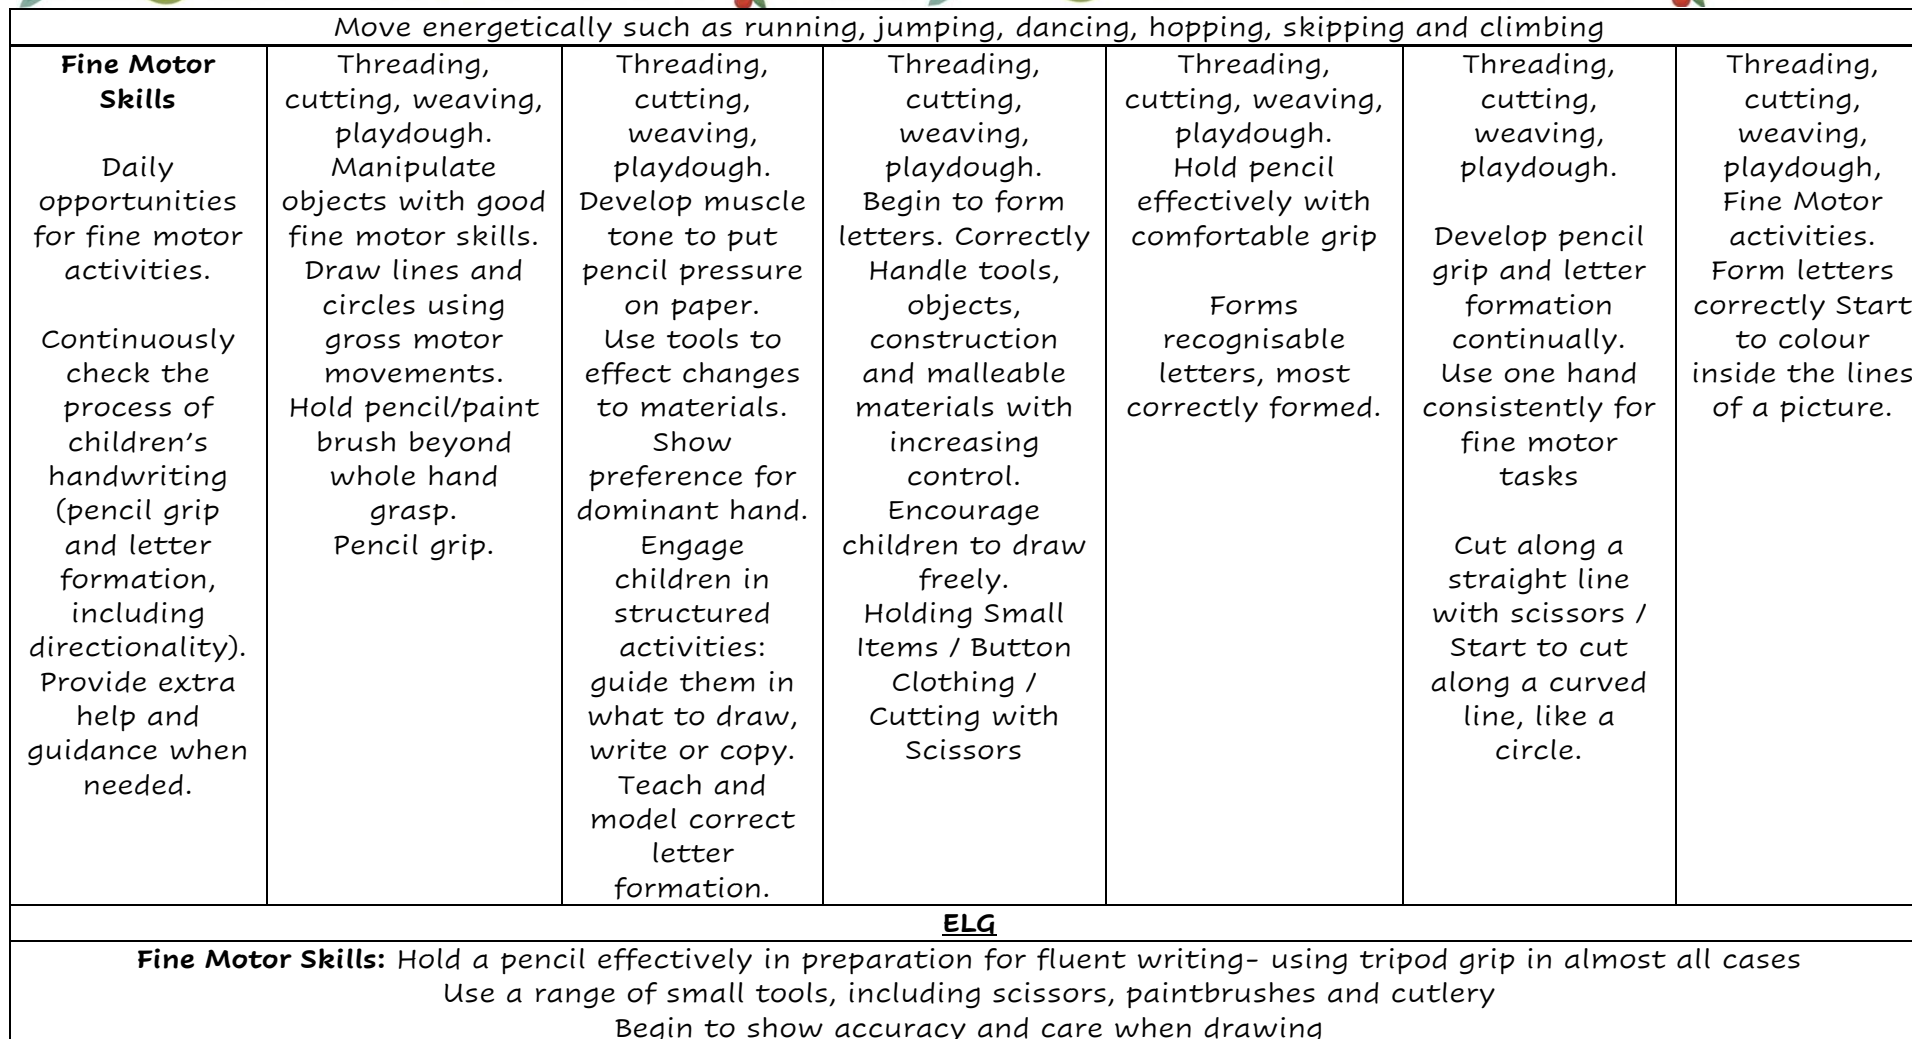 Move energetically such as running, jumping, dancing, hopping, skipping and climbing
Fine Motor
Skills
Daily
opportunities
for fine motor
activities.
Continuously
check the
process of
children's
handwriting
(pencil grip
and letter
formation,
including
directionality).
Provide extra
help and
guidance when
needed.
Threading,
cutting, weaving,
playdough.
Manipulate
objects with good
fine motor skills.
Draw lines and
circles using
gross motor
movements.
Hold pencil/paint
brush beyond
whole hand
grasp.
Pencil grip.
Threading,
cutting,
weaving,
playdough.
Develop muscle
tone to put
pencil pressure
on paper.
Use tools to
effect changes
to materials.
Show
preference for
dominant hand.
Engage
children in
structured
activities:
guide them in
what to draw,
write or copy.
Teach and
model correct
letter
formation.
Threading,
cutting,
weaving,
playdough.
Begin to form
letters. Correctly
Handle tools,
objects,
construction
and malleable
materials with
increasing
control.
Encourage
children to draw
freely.
Holding Small
Items / Button
Clothing /
Cutting with
Scissors
Threading,
cutting, weaving,
playdough.
Hold pencil
effectively with
comfortable grip
Forms
recognisable
letters, most
correctly formed.
Threading,
cutting,
weaving,
playdough.
Develop pencil
grip and letter
formation
continually.
Use one hand
consistently for
fine motor
tasks
Cut along a
straight line
with scissors /
Start to cut
along a curved
line, like a
circle.
Threading,
cutting,
weaving,
playdough,
Fine Motor
activities.
Form letters
correctly Start
to colour
inside the lines
of a picture.
ELG
Fine Motor Skills: Hold a pencil effectively in preparation for fluent writing- using tripod grip in almost all cases
Use a range of small tools, including scissors, paintbrushes and cutlery
Begin to show accuracy and care when drawing